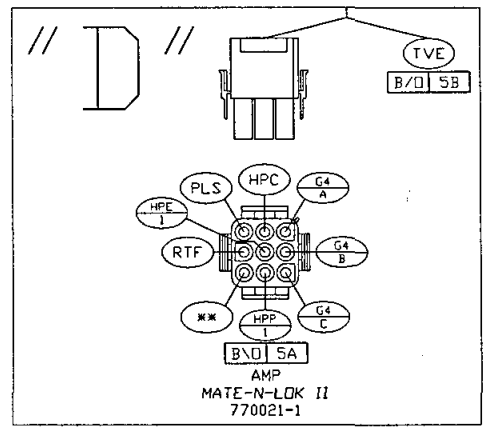 // //
TVE
B/O 5B
PLS HPC G4
A
HPE
1
RTF G4
B
** HPP
1 G4
C
B\O 5A
AMP
MATE-N-LOK II
770021-1